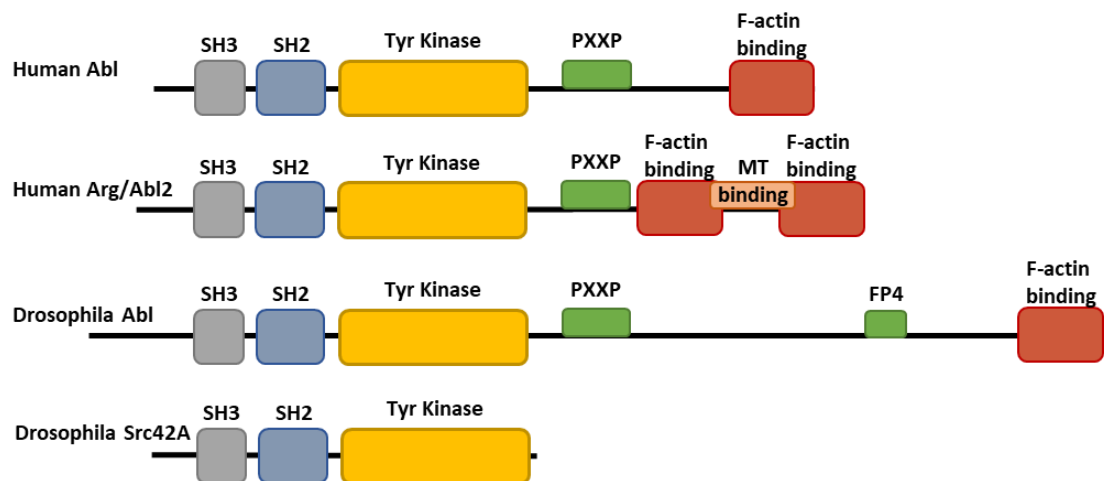 F-actin
SH3 SH2 Tyr Kinase PXXP binding
Human Abl
F-actin F-actin
SH3 SH2 Tyr Kinase PXXP binding MT binding
Human Arg/Abl2 binding
F-actin
SH3 SH2 Tyr Kinase PXXP FP4 binding
Drosophila Abl
SH3 SH2 Tyr Kinase
Drosophila Src42A